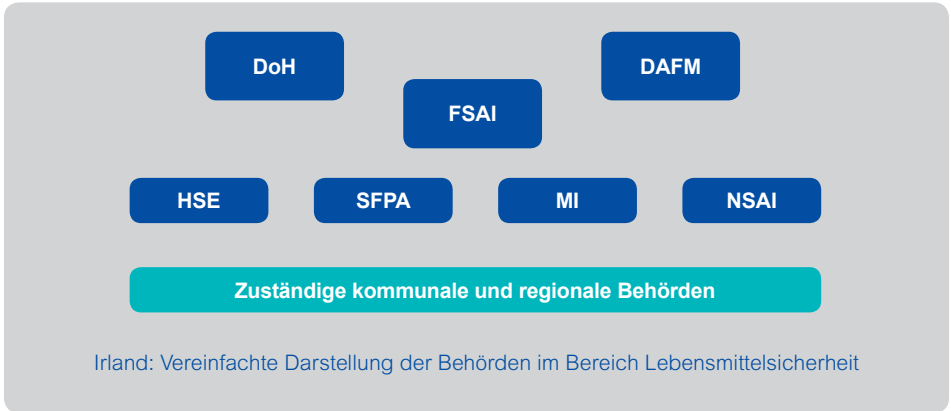 DoH
DAFM
FSAI
HSE
SFPA
MI
NSAI
Zuständige kommunale und regionale Behörden
Irland: Vereinfachte Darstellung der Behörden im Bereich Lebensmittelsicherheit